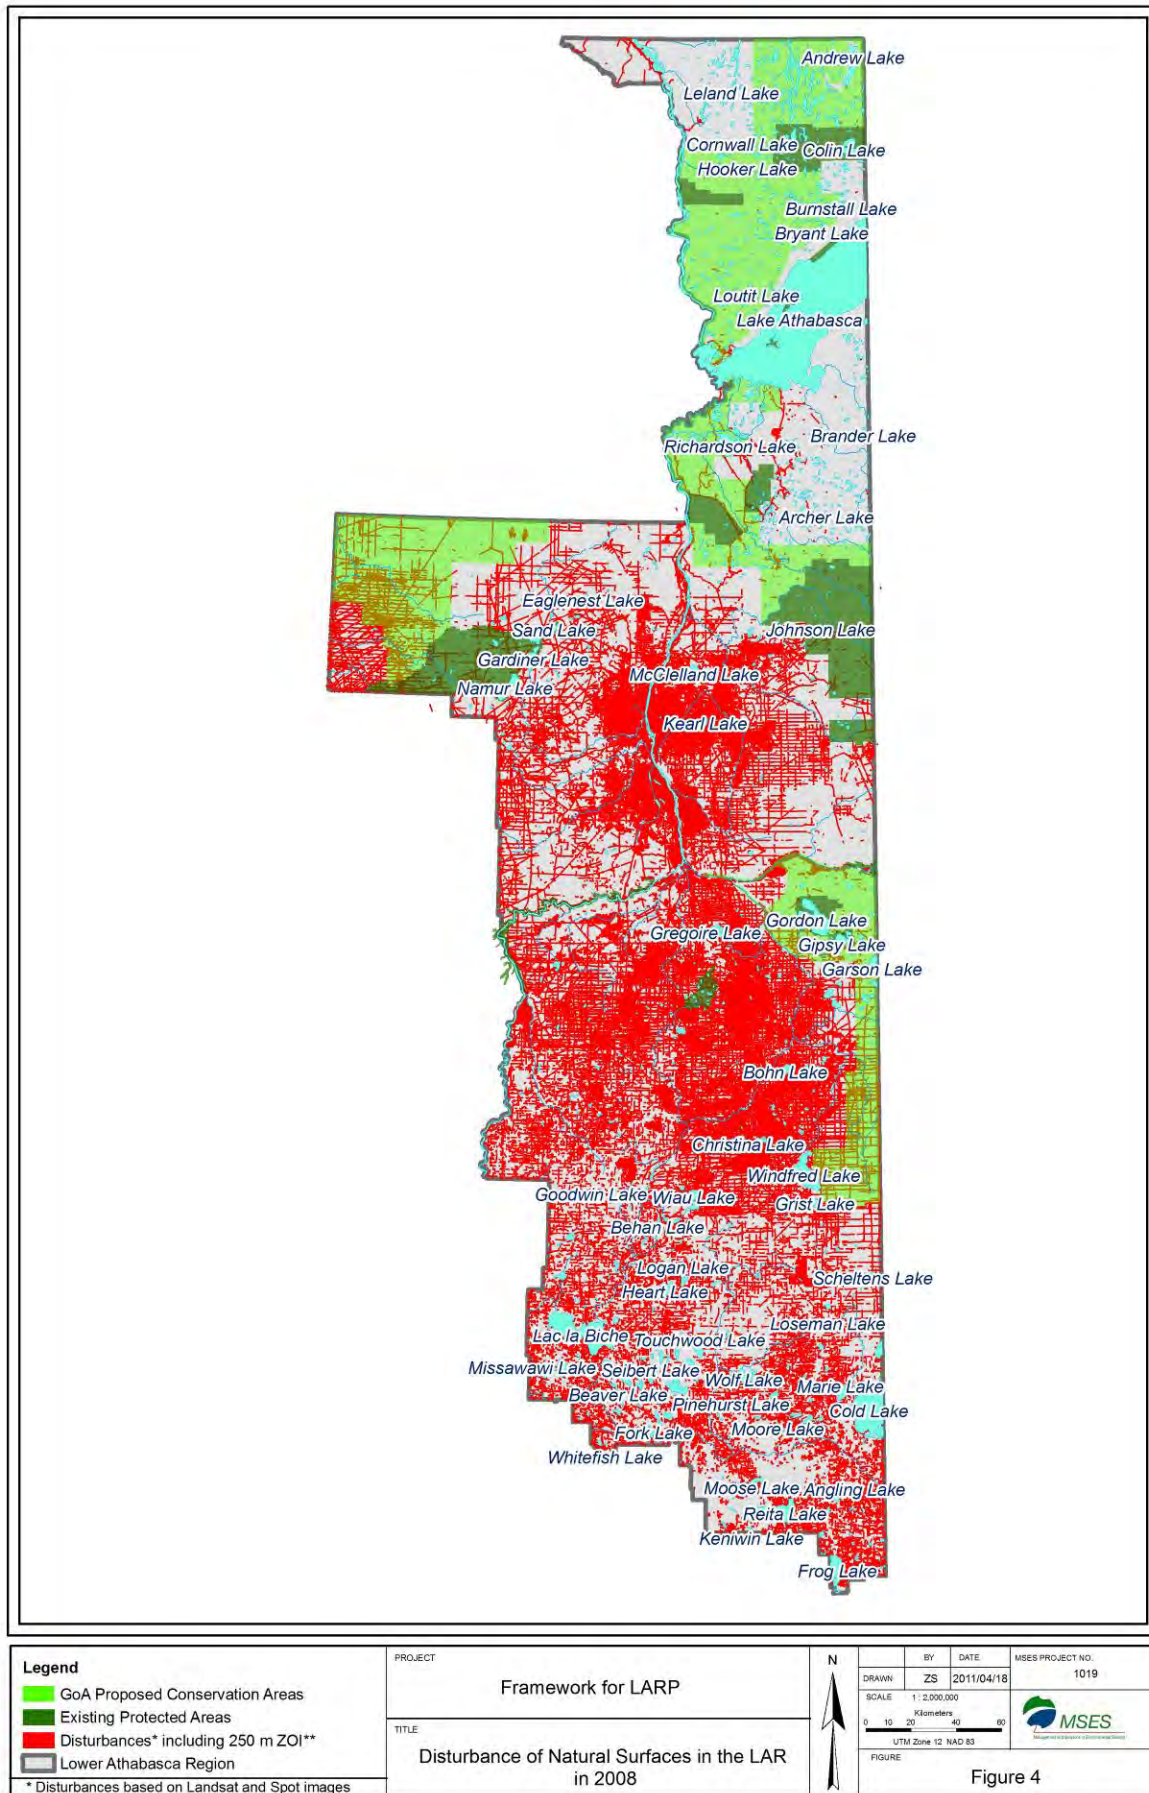 Andrew Lake
Leland Lake
Cornwall Lake
Colin Lake
Hooker Lake
Burnstall Lake
Bryant Lake
Loutit Lake
Lake Athabasca
Brander Lake
Richardson Lake
Archer Lake
Eaglenest Lake
Sand Lake
Johnson Lake
Gardiner Lake
McClelland Lake
Namur Lake
Kearl Lake
Gordon Lake
Gregoire Lake
Gipsy Lake
Garson Lake
Bohn Lake
Christina Lake
Windfred Lake
Goodwin Lake
Wiau Lake
Grist Lake
Behan Lake
Logan Lake
Scheltens Lake
Heart Lake
Loseman Lake
Lac la Biche
Touchwood Lake
Missawawi Lake
Seibert Lake
Wolf Lake
Marie Lake
Beaver Lake
Pinehurst Lake
Cold Lake
Fork Lake
Moore Lake
Whitefish Lake
Moose Lake
Angling Lake
Reita Lake
Keniwin Lake
Frog Lake
Legend
GoA Proposed Conservation Areas
Existing Protected Areas
Disturbances* including 250 m ZOI**
Lower Athabasca Region
* Disturbances based on Landsat and Spot images
PROJECT
Framework for LARP
TITLE
Disturbance of Natural Surfaces in the LAR
in 2008
N
BY DATE
DRAWN ZS 2011/04/18
SCALE 1 : 2,000,000
Kilometers
0 10 20 40 60
UTM Zone 12 NAD 83
MSES PROJECT NO.
1019
MSES
FIGURE
Figure 4